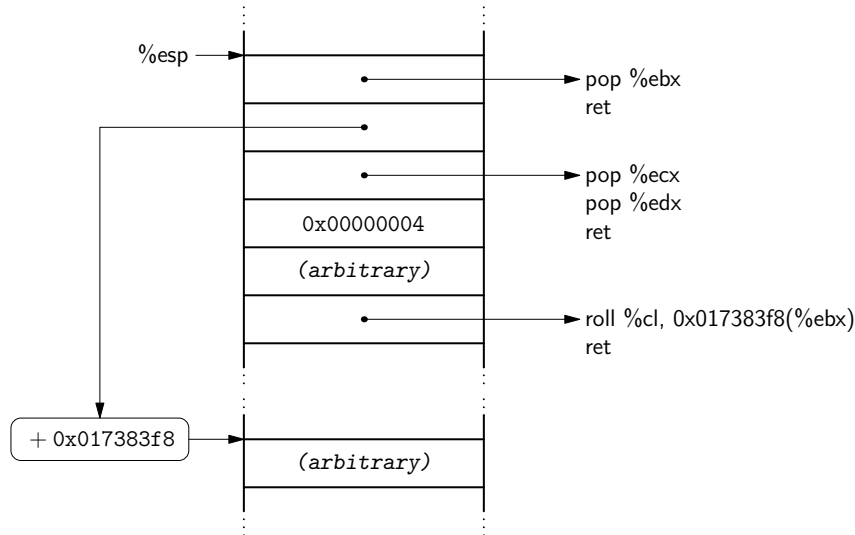 %esp
pop %ebx
ret
pop %ecx
pop %edx
ret
0x00000004
(arbitrary)
roll %cl, 0x017383f8(%ebx)
ret
+ 0x017383f8
(arbitrary)